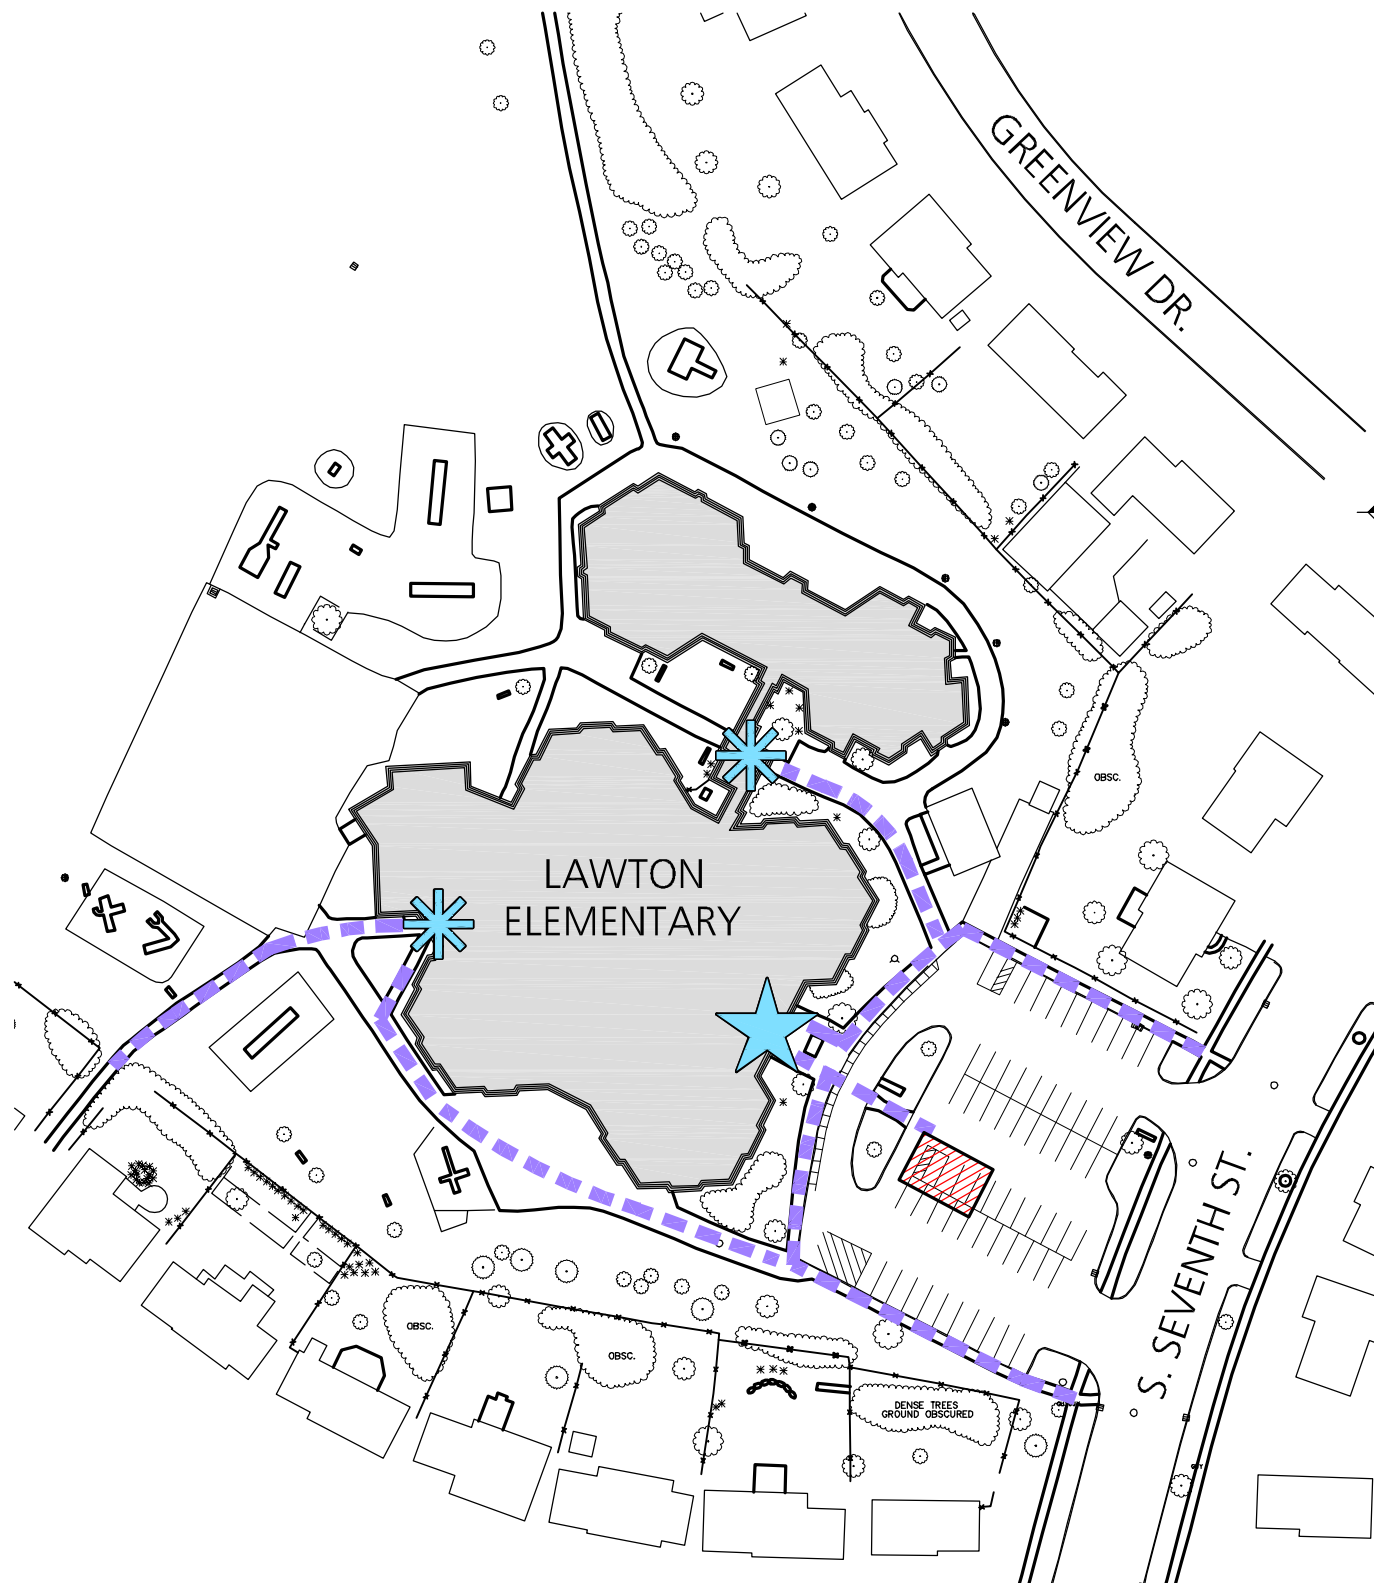 GREENVIEW DR.
OBSC.
LAWTON
ELEMENTARY
S. SEVENTH ST.
OBSC.
OBSC.
DENSE TREES
GROUND OBSCURED